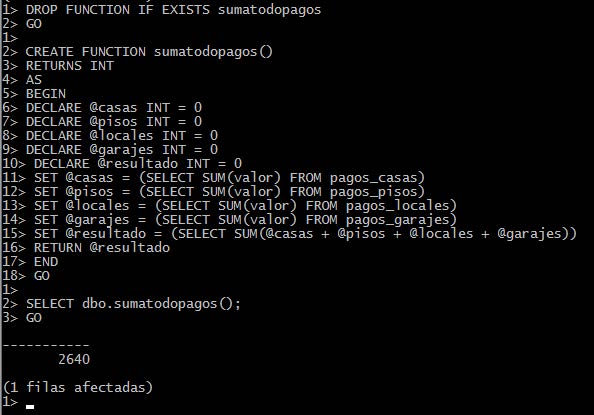 1> DROP FUNCTION IF EXISTS sumatodopagos
2> GO
1>
2> CREATE FUNCTION sumatodopagos()
3> RETURNS INT
4> AS
5> BEGIN
6> DECLARE @casas INT = 0
7> DECLARE @pisos INT = 0
8> DECLARE @locales INT = 0
9> DECLARE @garajes INT = 0
10> DECLARE @resultado INT = 0
11> SET @casas = (SELECT SUM(valor) FROM pagos_casas)
12> SET @pisos = (SELECT SUM(valor) FROM pagos_pisos)
13> SET @locales = (SELECT SUM(valor) FROM pagos_locales)
14> SET @garajes = (SELECT SUM(valor) FROM pagos_garajes)
15> SET @resultado = (SELECT SUM(@casas + @pisos + @locales + @garajes))
16> RETURN @resultado
17> END
18> GO
1>
2> SELECT dbo.sumatodopagos();
3> GO
-----------
2640
(1 filas afectadas)
1>